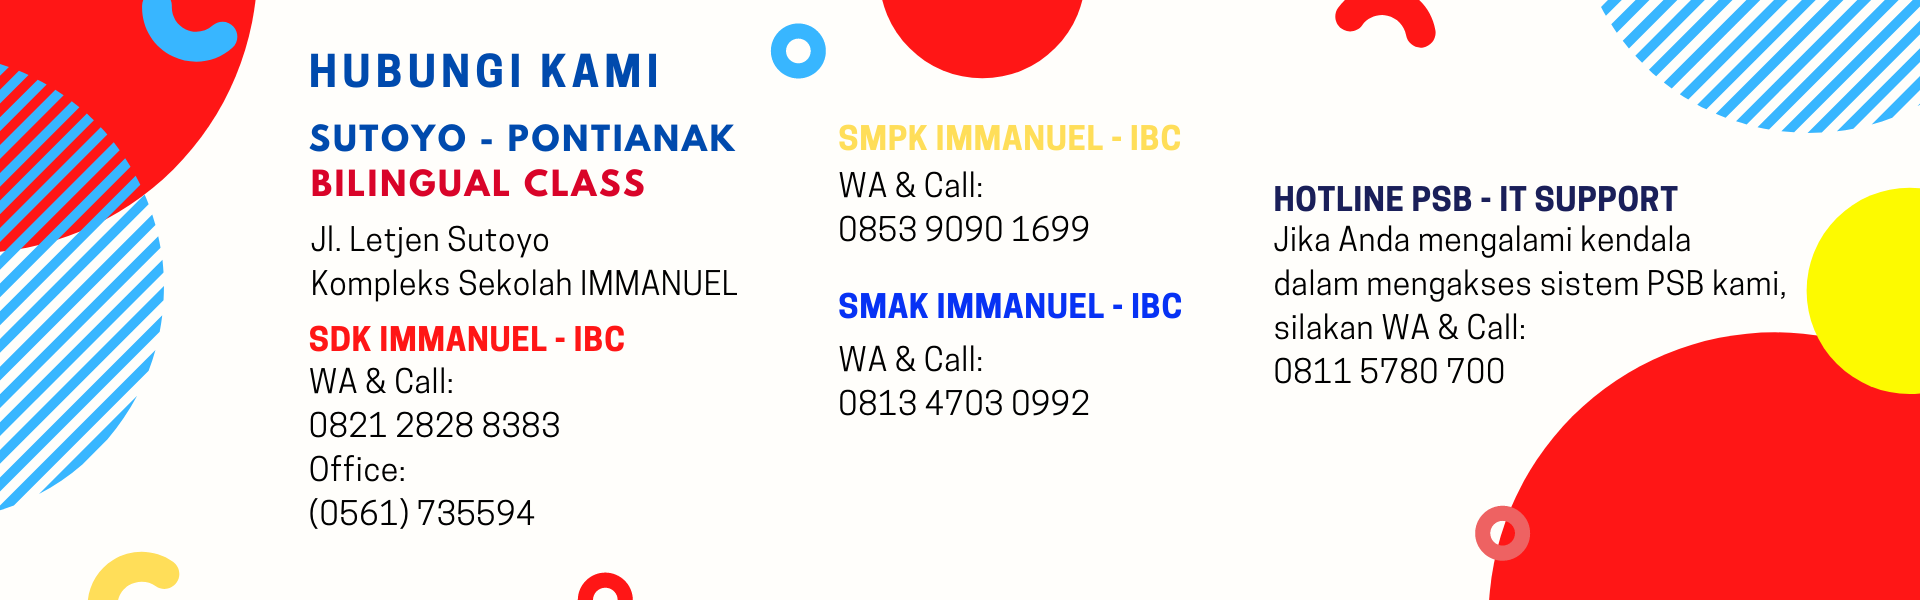 HUBUNGI KAMI
SUTOYO - PONTIANAK
BILINGUAL CLASS
Jl. Letjen Sutoyo
Kompleks Sekolah IMMANUEL
SDK IMMANUEL - IBC
WA & Call:
0821 2828 8383
Office:
(0561) 735594
SMPK IMMANUEL - IBC
WA & Call:
0853 9090 1699
SMAK IMMANUEL - IBC
WA & Call:
0813 4703 0992
HOTLINE PSB - IT SUPPORT
Jika Anda mengalami kendala
dalam mengakses sistem PSB kami,
silakan WA & Call:
0811 5780 700